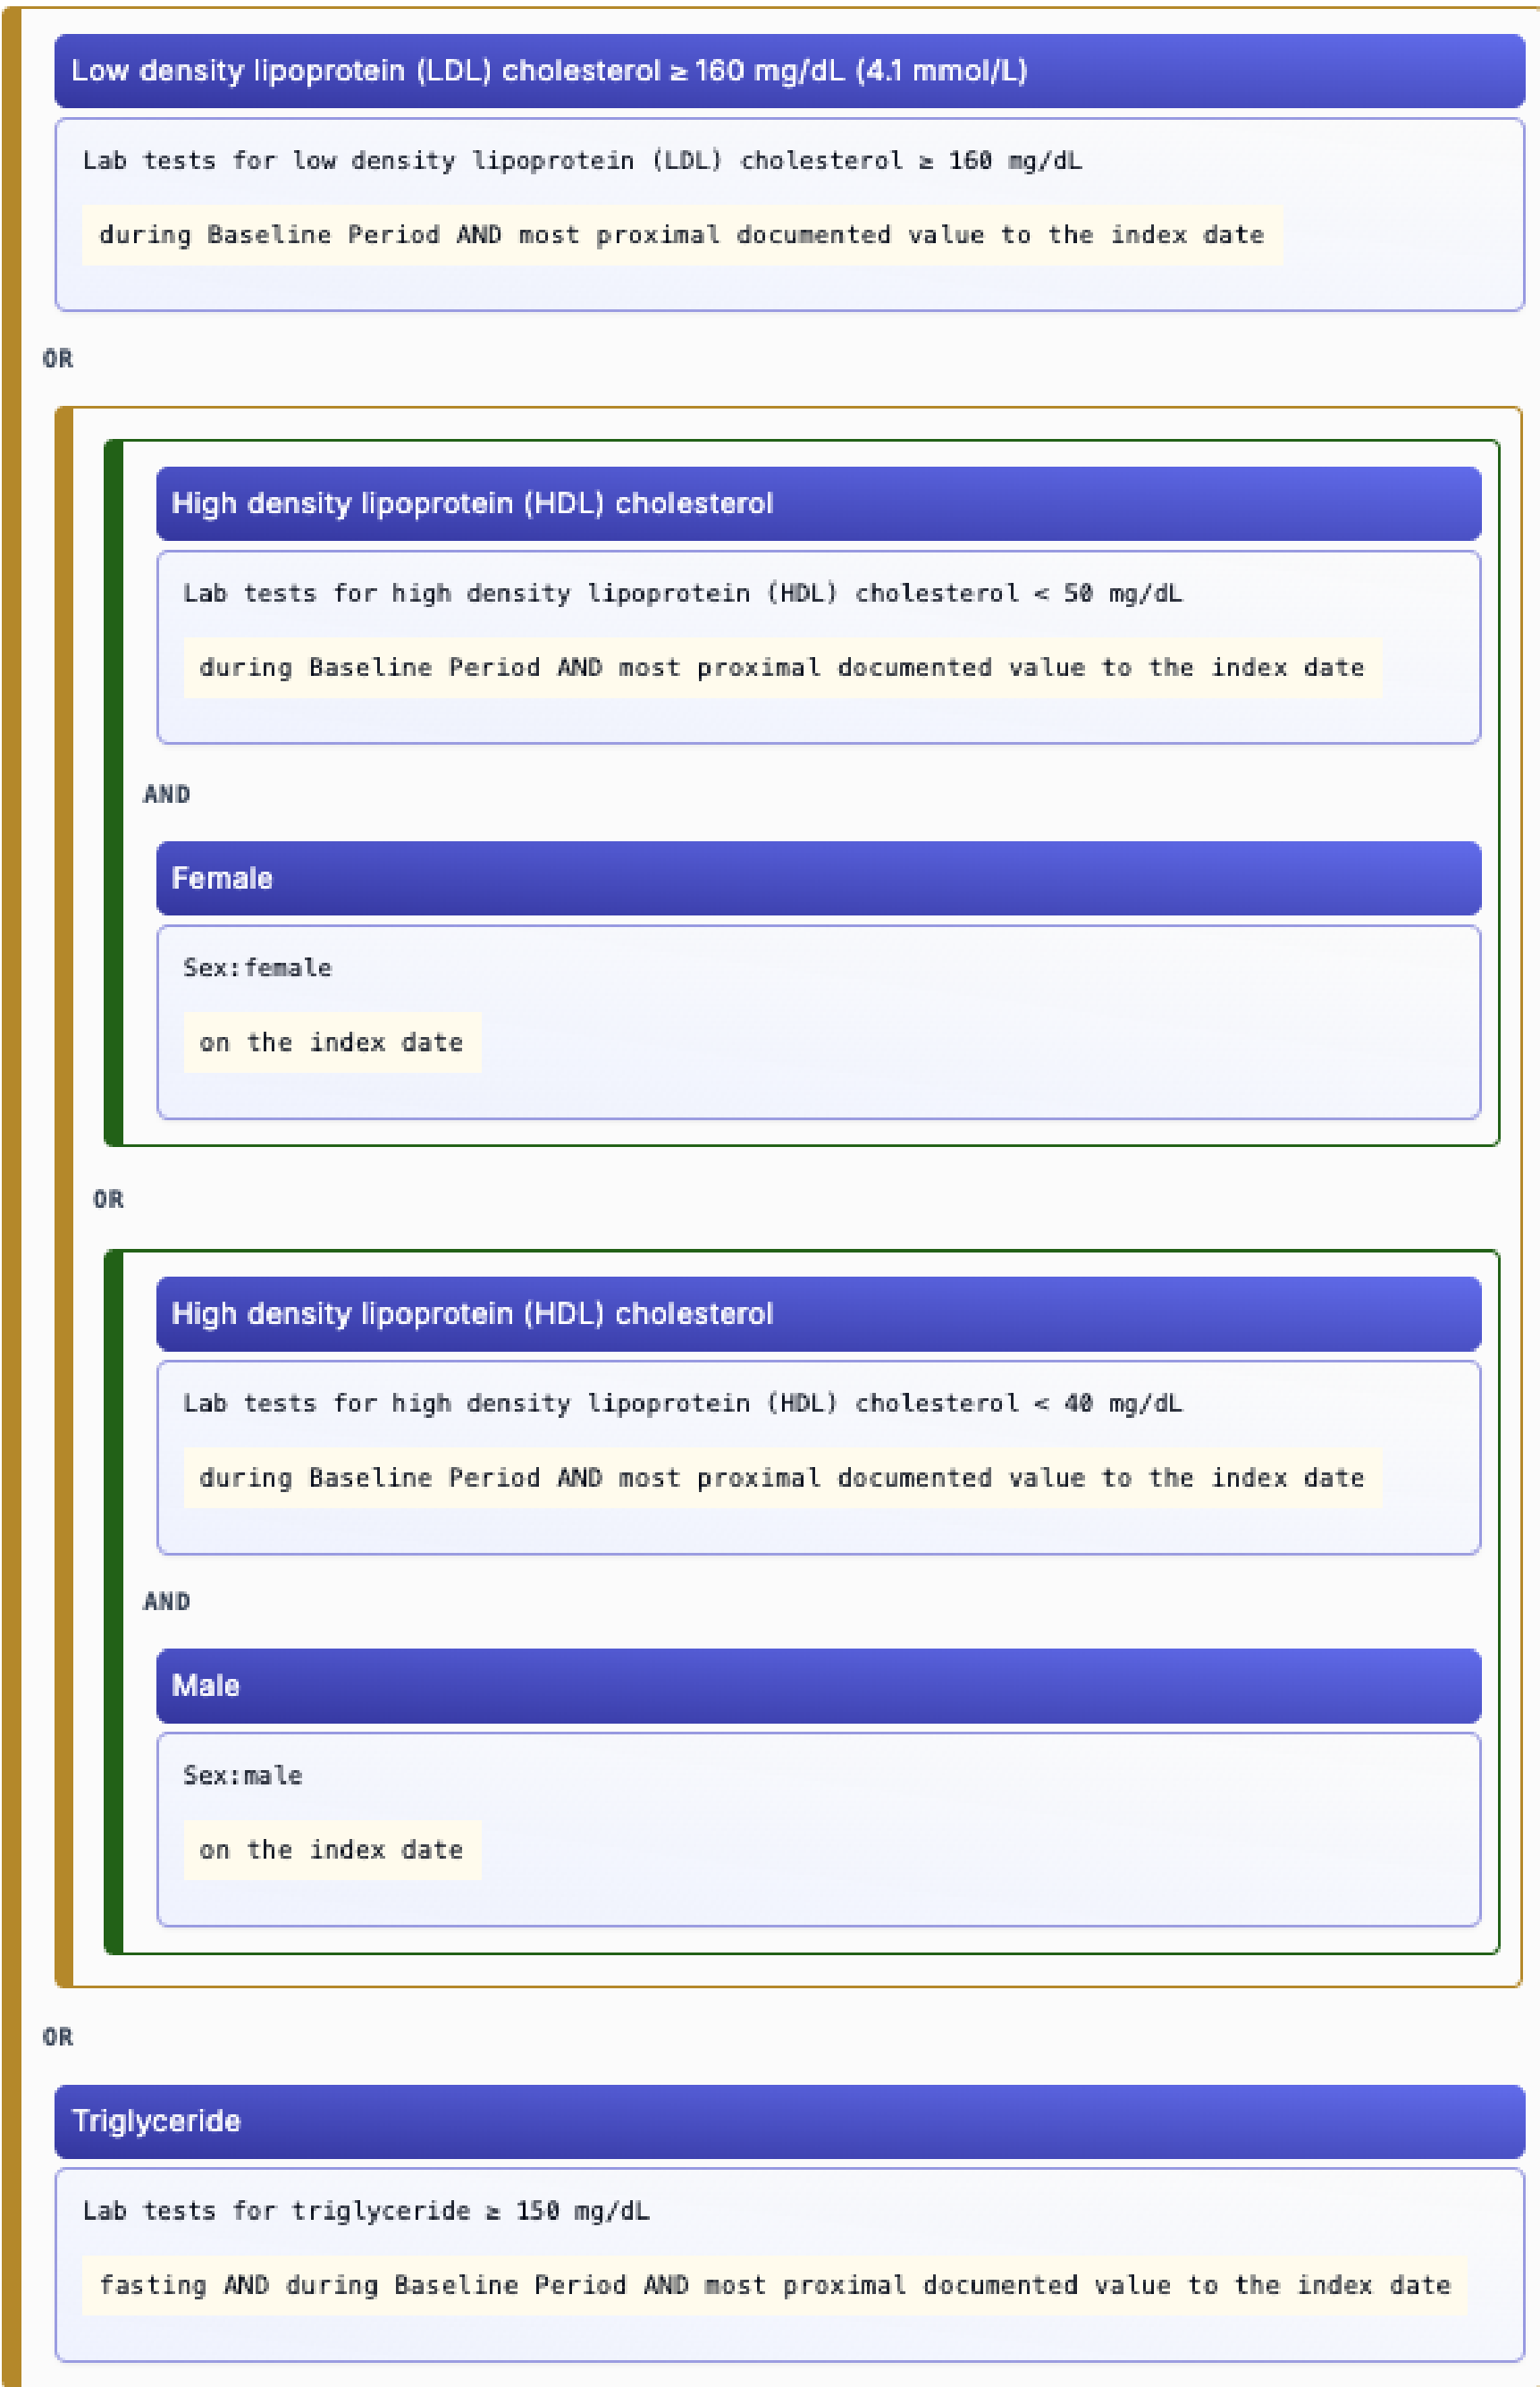 Low density lipoprotein (LDL) cholesterol ≥ 160 mg/dL (4.1 mmol/L)
Lab tests for low density lipoprotein (LDL) cholesterol ≥ 160 mg/dL
during Baseline Period AND most proximal documented value to the index date
OR
High density lipoprotein (HDL) cholesterol
Lab tests for high density lipoprotein (HDL) cholesterol < 50 mg/dL
during Baseline Period AND most proximal documented value to the index date
AND
Female
Sex:female
on the index date
OR
High density lipoprotein (HDL) cholesterol
Lab tests for high density lipoprotein (HDL) cholesterol < 40 mg/dL
during Baseline Period AND most proximal documented value to the index date
AND
Male
Sex:male
on the index date
OR
Triglyceride
Lab tests for triglyceride ≥ 150 mg/dL
fasting AND during Baseline Period AND most proximal documented value to the index date